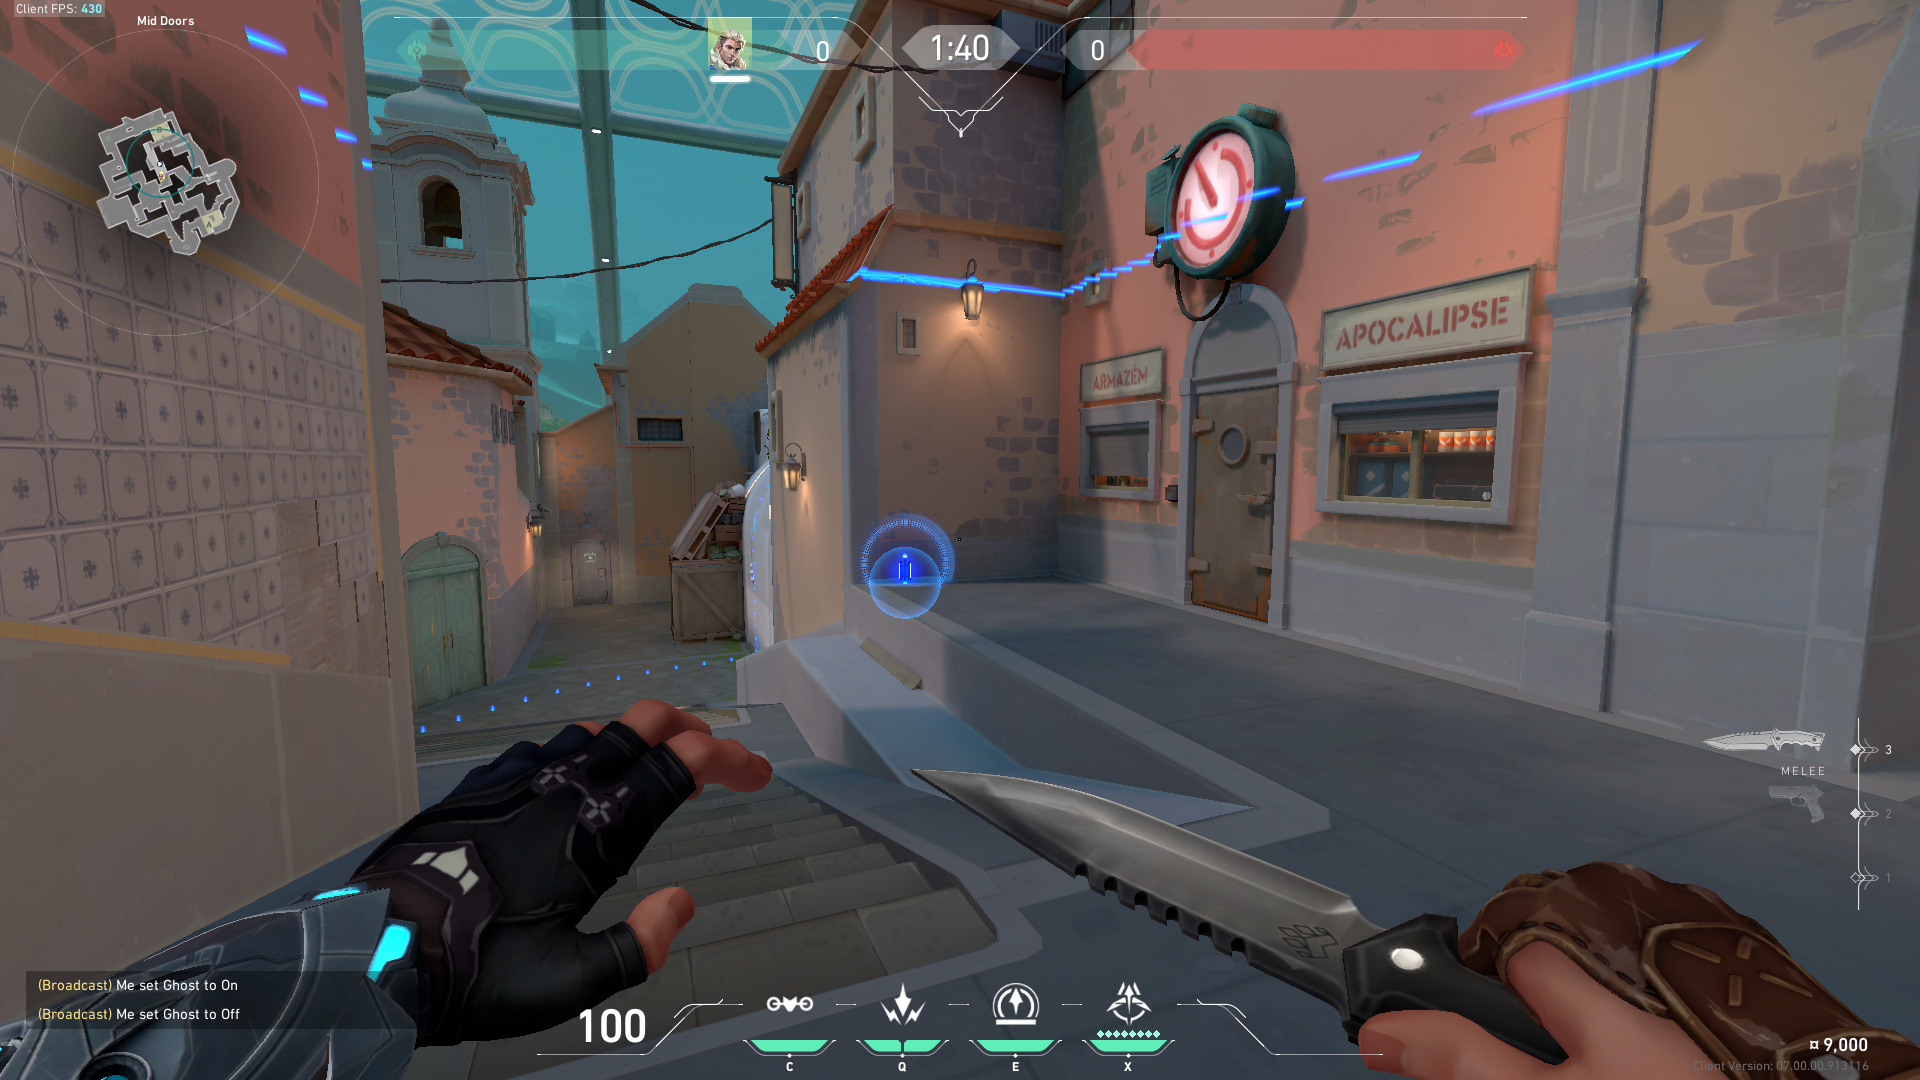 Client FPS: 430
Mid Doors
0
1:40
0
APOCALIPSE
ARMAZÉM
3
MELEE
2
1
(Broadcast) Me set Ghost to On
(Broadcast) Me set Ghost to Off
100
C
Q
E
X
¤ 9,000
Client Version: 07.00.00.913116